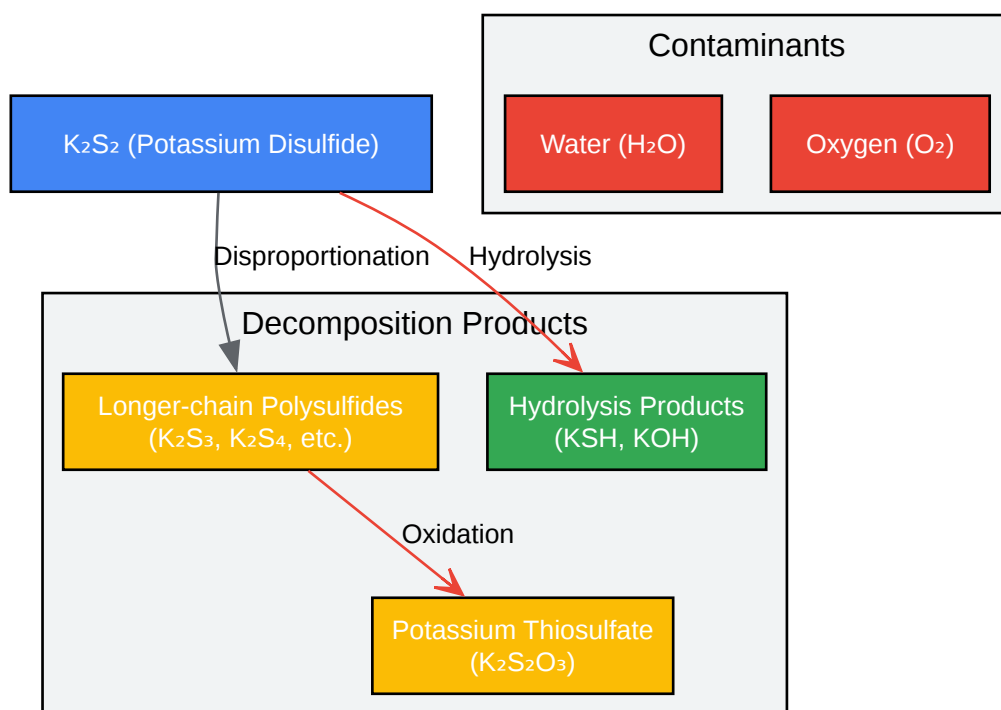 Contaminants
K₂S₂ (Potassium Disulfide)
Water (H₂O)
Oxygen (O₂)
Disproportionation
Hydrolysis
Decomposition Products
Longer-chain Polysulfides
(K₂S₃, K₂S₄, etc.)
Hydrolysis Products
(KSH, KOH)
Oxidation
Potassium Thiosulfate
(K₂S₂O₃)